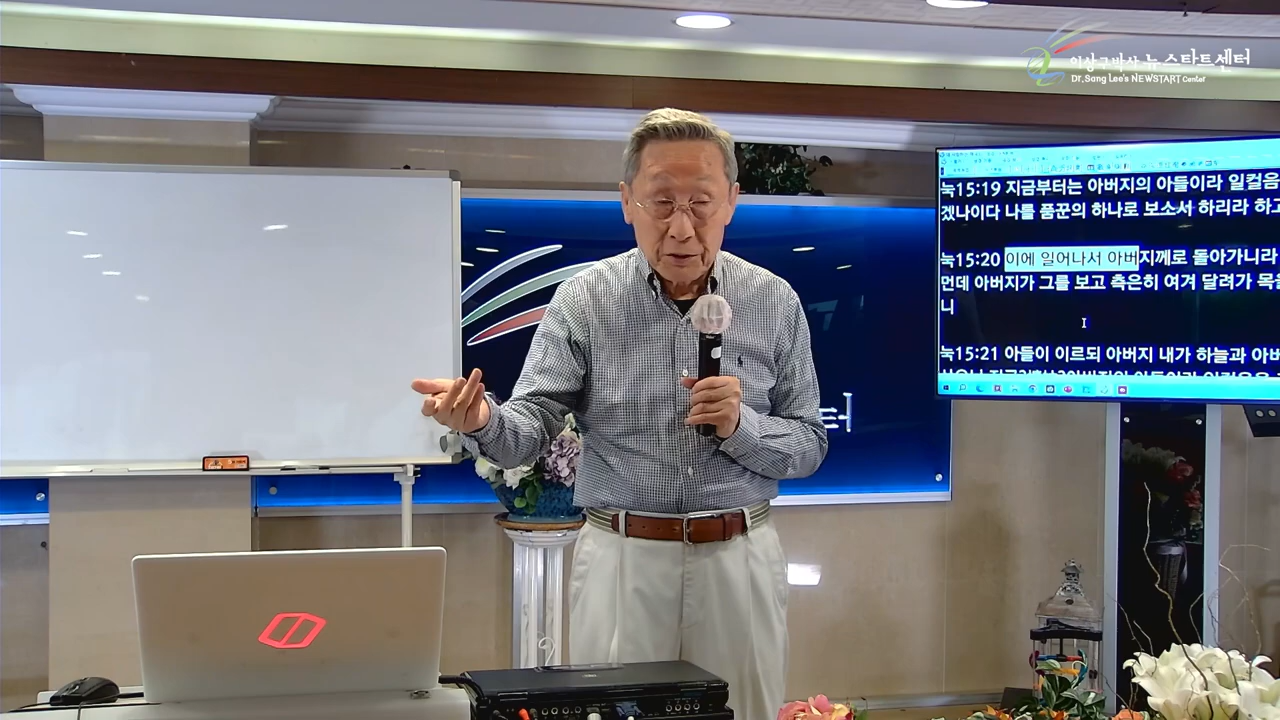 이상구박사 뉴스타트센터
Dr. Sang Lee's NEWSTART Center
눅15:19 지금부터는 아버지의 아들이라 일컬음
겠나이다 나를 품꾼의 하나로 보소서 하리라 하고
눅15:20 이에 일어나서 아버지께로 돌아가니라
먼데 아버지가 그를 보고 측은히 여겨 달려가 목을
니
눅15:21 아들이 이르되 아버지 내가 하늘과 아버